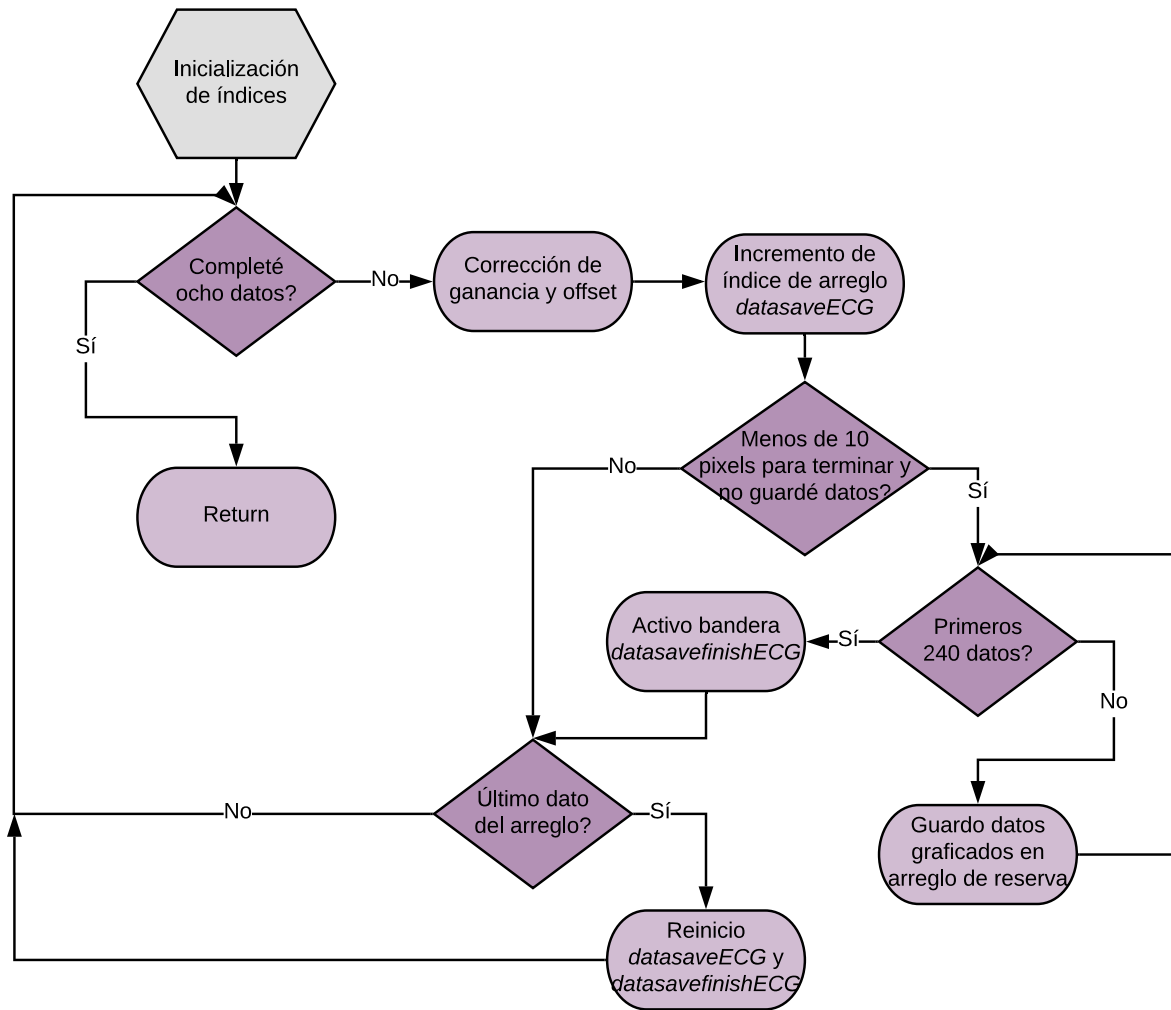 Inicialización
de índices
Completé
ocho datos?
No
Corrección de
ganancia y offset
Incremento de
índice de arreglo
datasaveECG
Sí
Return
Menos de 10
pixels para terminar y
no guardé datos?
No
Sí
Activo bandera
datasavefinishECG
Sí
Primeros
240 datos?
No
Último dato
del arreglo?
No
Sí
Guardo datos
graficados en
arreglo de reserva
Reinicio
datasaveECG y
datasavefinishECG